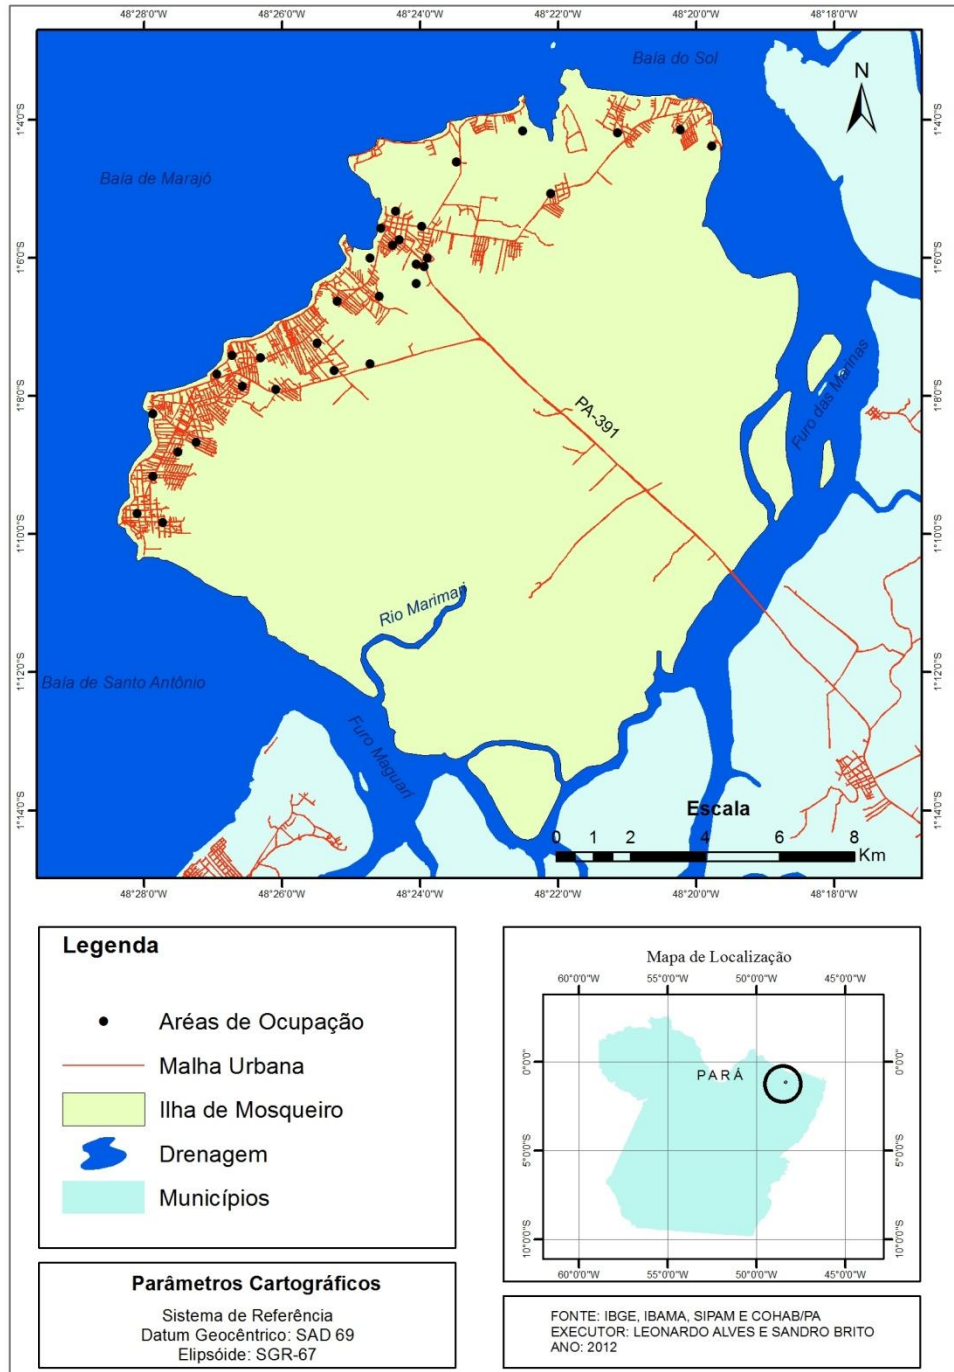 48°28'0"W 48°26'0"W 48°24'0"W 48°22'0"W 48°20'0"W 48°18'0"W
Baía do Sol
N
1°4'0"S 1°4'0"S
Baía de Marajó
1°6'0"S 1°6'0"S
Furo das Marinas
1°8'0"S 1°8'0"S
PA-391
1°10'0"S 1°10'0"S
Rio Marimari
1°12'0"S 1°12'0"S
Baía de Santo Antônio
Furo Maguari
1°14'0"S 1°14'0"S
Escala
0 1 2 4 6 8
Km
48°28'0"W 48°26'0"W 48°24'0"W 48°22'0"W 48°20'0"W 48°18'0"W
Legenda
Aréas de Ocupação
Malha Urbana
Ilha de Mosqueiro
Drenagem
Municípios
Parâmetros Cartográficos
Sistema de Referência
Datum Geocêntrico: SAD 69
Elipsóide: SGR-67
Mapa de Localização
60°0'0"W 55°0'0"W 50°0'0"W 45°0'0"W
0°0'0" 0°0'0"
PARÁ
5°0'0"S 5°0'0"S
10°0'0"S 10°0'0"S
60°0'0"W 55°0'0"W 50°0'0"W 45°0'0"W
FONTE: IBGE, IBAMA, SIPAM E COHAB/PA
EXECUTOR: LEONARDO ALVES E SANDRO BRITO
ANO: 2012